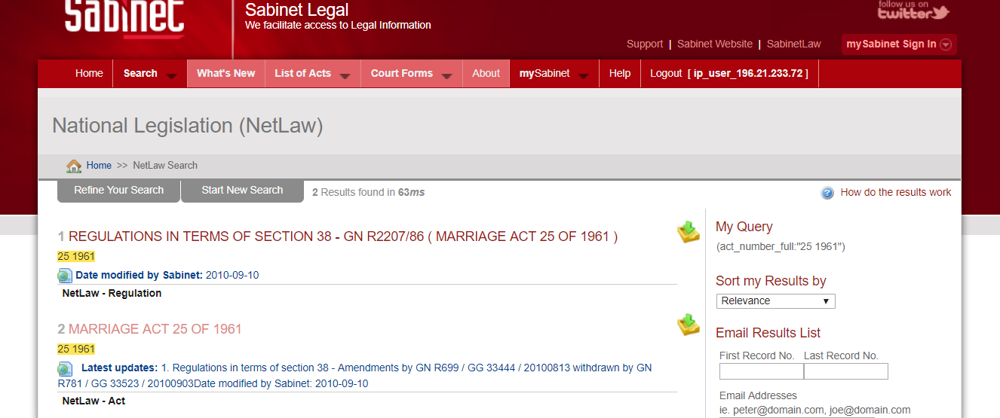 Sabinet
Sabinet Legal
We facilitate access to Legal Information
follow us on
twitter
Support | Sabinet Website | SabinetLaw
mySabinet Sign In
Home Search What's New List of Acts Court Forms About mySabinet Help Logout [ ip_user_196.21.233.72 ]
National Legislation (NetLaw)
Home >> NetLaw Search
Refine Your Search Start New Search 2 Results found in 63ms
? How do the results work
1 REGULATIONS IN TERMS OF SECTION 38 - GN R2207/86 ( MARRIAGE ACT 25 OF 1961 )
25 1961
Date modified by Sabinet: 2010-09-10
NetLaw - Regulation
2 MARRIAGE ACT 25 OF 1961
25 1961
Latest updates: 1. Regulations in terms of section 38 - Amendments by GN R699 / GG 33444 / 20100813 withdrawn by GN
R781 / GG 33523 / 20100903Date modified by Sabinet: 2010-09-10
NetLaw - Act
My Query
(act_number_full:"25 1961")
Sort my Results by
Relevance
Email Results List
First Record No. Last Record No.
Email Addresses
ie. peter@domain.com, joe@domain.com